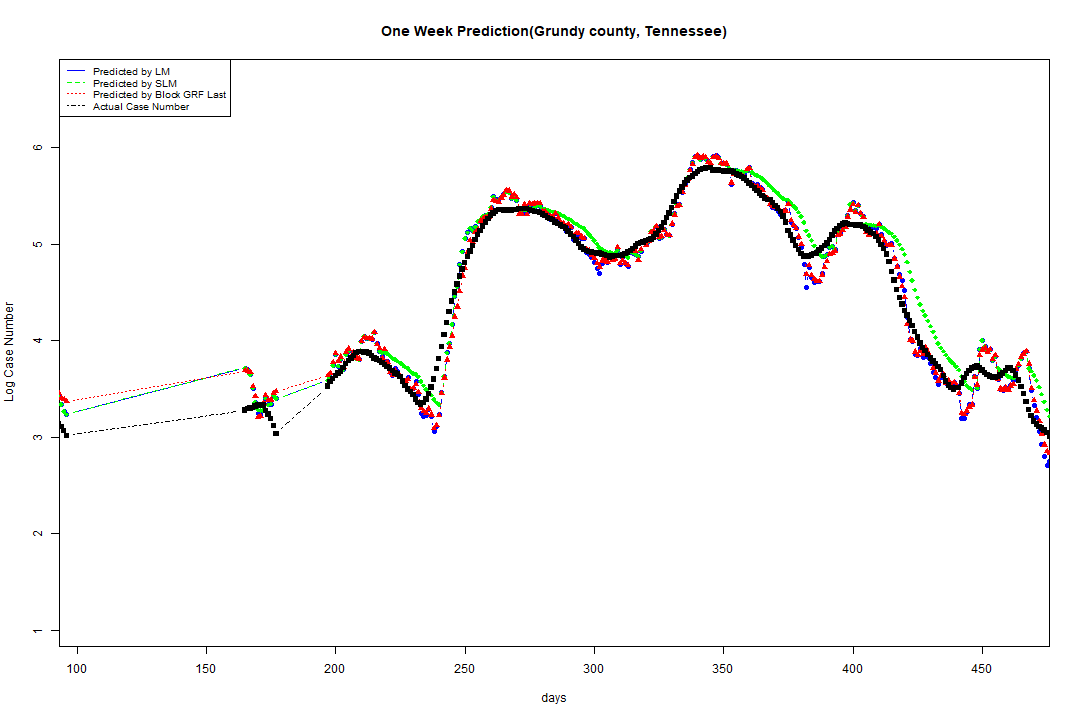 One Week Prediction(Grundy county, Tennessee)
Predicted by LM
Predicted by SLM
Predicted by Block GRF Last
Actual Case Number
Log Case Number
6
5
4
3
2
1
100 150 200 250 300 350 400 450
days